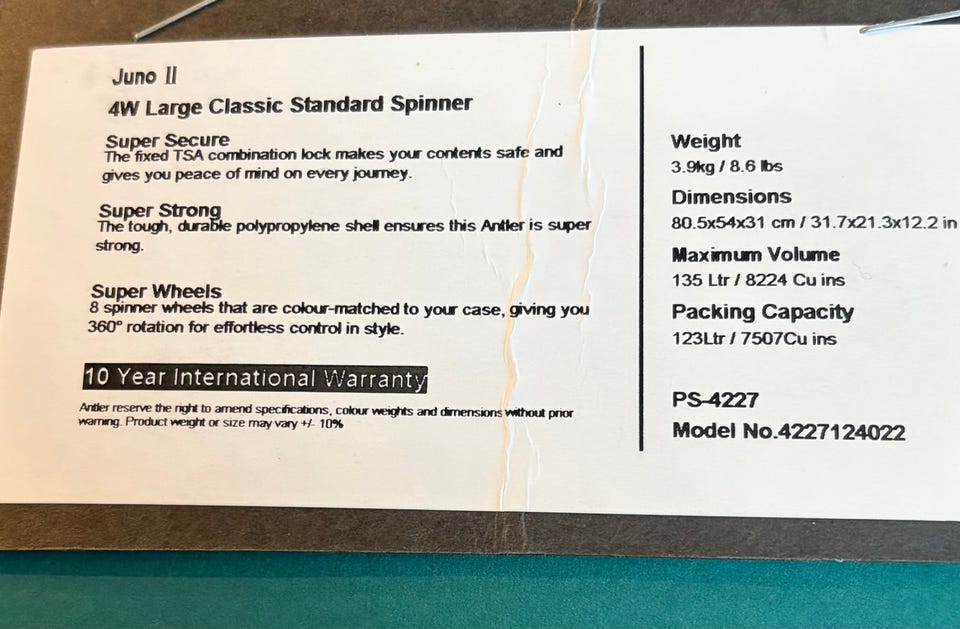 Juno II
4W Large Classic Standard Spinner
Super Secure
The fixed TSA combination lock makes your contents safe and
gives you peace of mind on every journey.
Super Strong
The tough, durable polypropylene shell ensures this Antler is super
strong.
Super Wheels
8 spinner wheels that are colour-matched to your case, giving you
360° rotation for effortless control in style.
10 Year International Warranty
Antler reserve the right to amend specifications, colour weights and dimensions without prior
warning. Product weight or size may vary +/- 10%
Weight
3.9kg / 8.6 lbs
Dimensions
80.5x54x31 cm / 31.7x21.3x12.2 in
Maximum Volume
135 Ltr / 8224 Cu ins
Packing Capacity
123Ltr / 7507Cu ins
PS-4227
Model No.4227124022